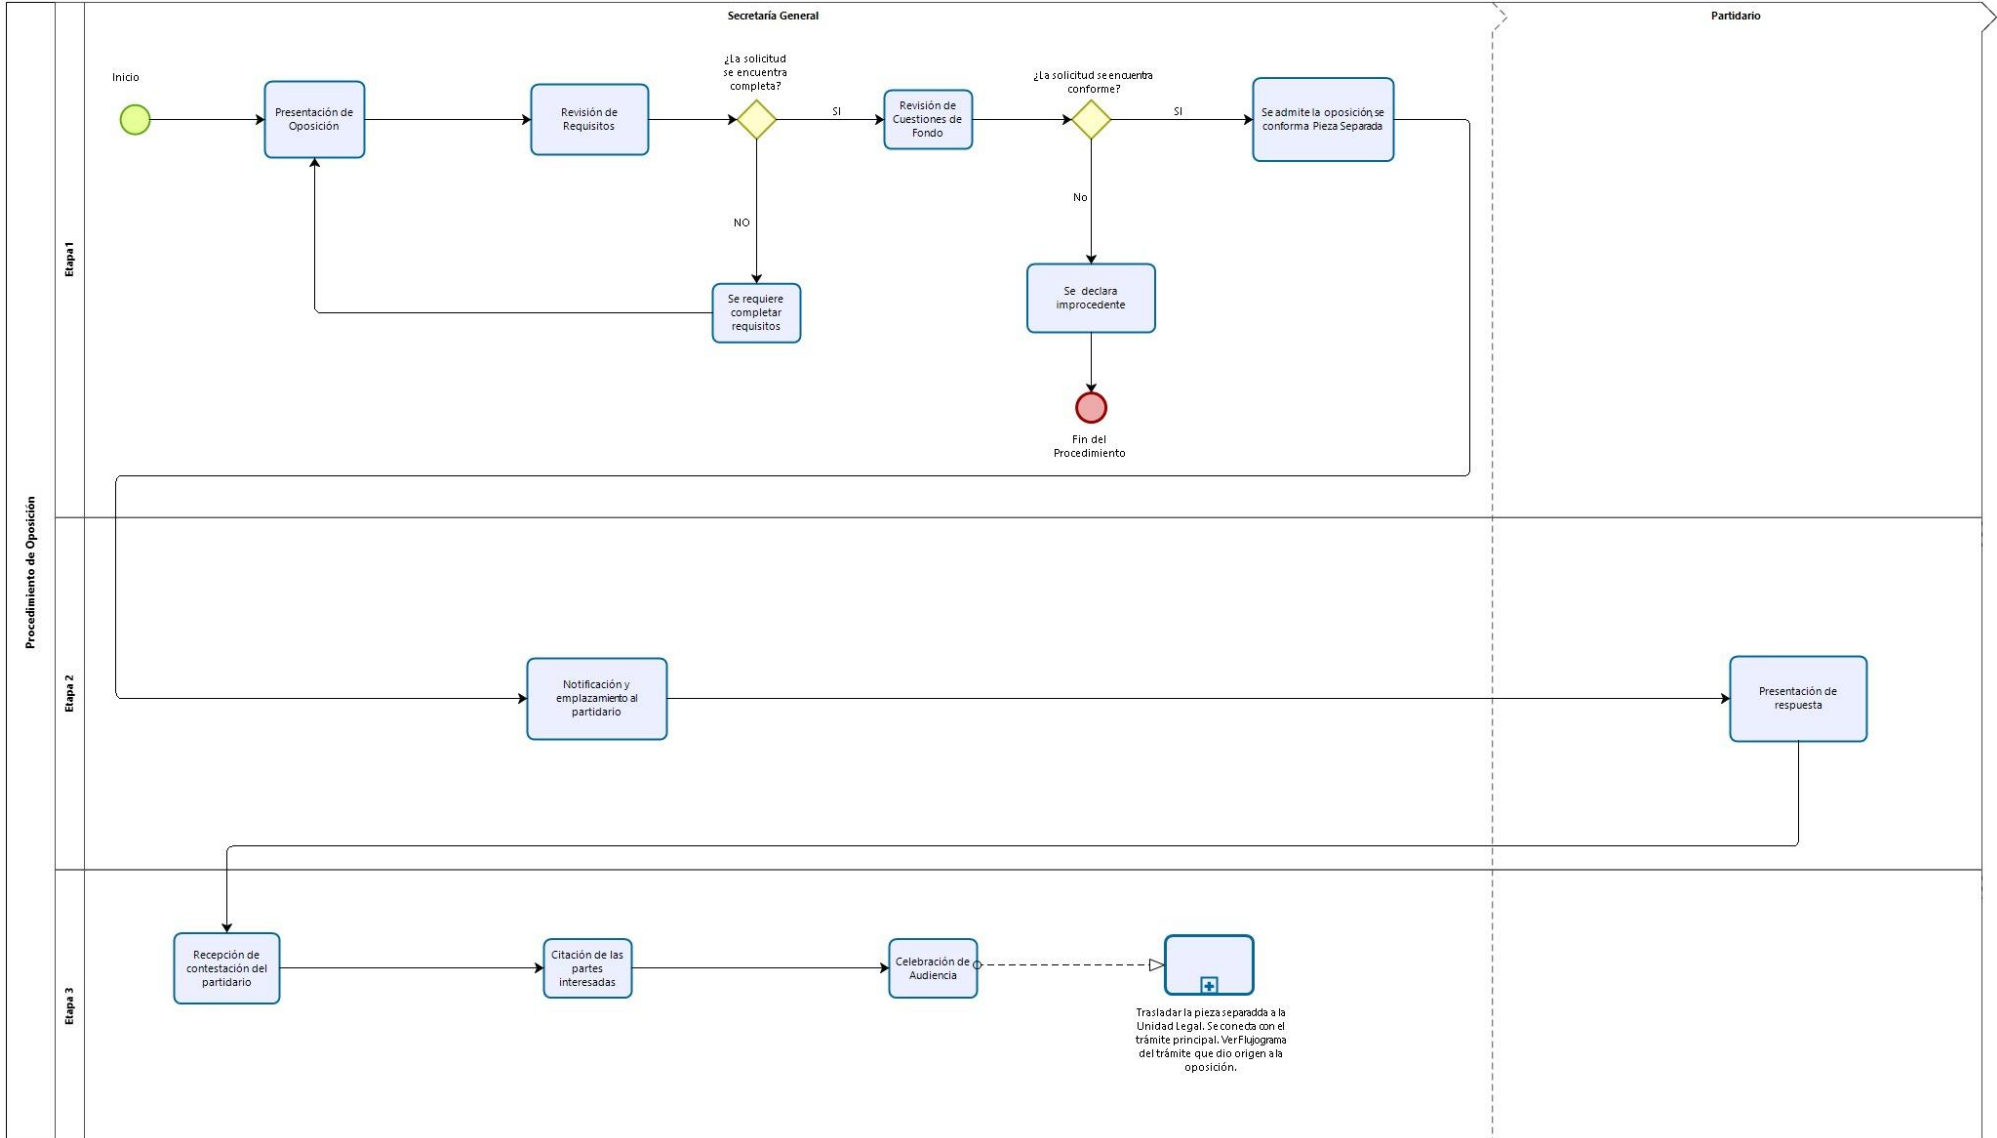 Secretaría General
Partidario
Procedimiento de Oposición
Etapa 1
Inicio
Presentación de
Oposición
Revisión de
Requisitos
¿La solicitud
se encuentra
completa?
SI
NO
Se requiere
completar
requisitos
Revisión de
Cuestiones de
Fondo
¿La solicitud se encuentra
conforme?
SI
No
Se declara
improcedente
Fin del
Procedimiento
Se admite la oposición, se
conforma Pieza Separada
Etapa 2
Notificación y
emplazamiento al
partidario
Presentación de
respuesta
Etapa 3
Recepción de
contestación del
partidario
Citación de las
partes
interesadas
Celebración de
Audiencia
Trasladar la pieza separadda a la
Unidad Legal. Se conecta con el
trámite principal. Ver Flujograma
del trámite que dio origen a la
oposición.